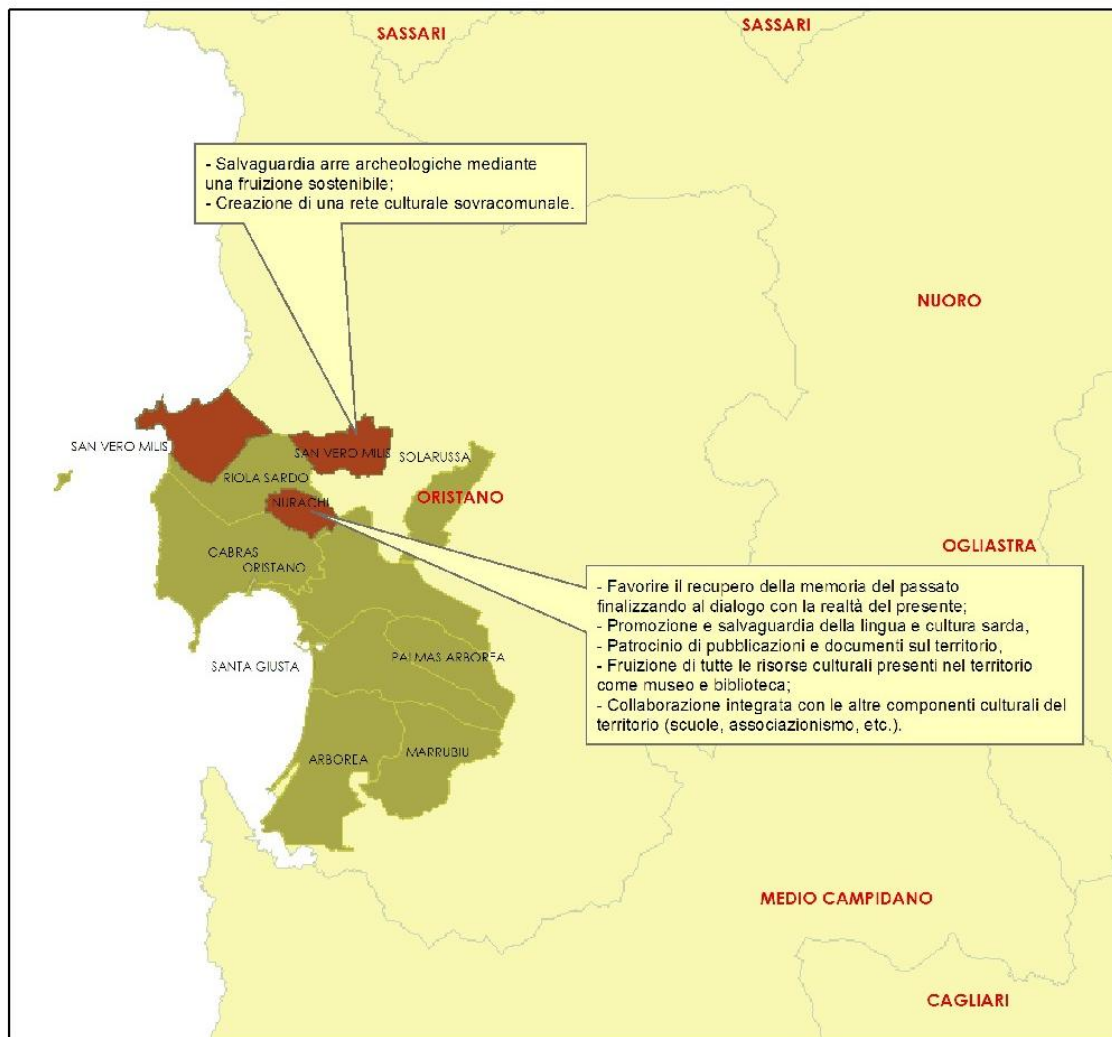 SASSARI
SASSARI
- Salvaguardia arre archeologiche mediante
una fruizione sostenibile;
- Creazione di una rete culturale sovracomunale.
NUORO
SAN VERO MILIS
SAN VERO MILIS
SOLARUSSA
RIOLA SARDO
ORISTANO
NURACHI
OGLIASTRA
CABRAS
ORISTANO
- Favorire il recupero della memoria del passato
finalizzando al dialogo con la realtà del presente;
- Promozione e salvaguardia della lingua e cultura sarda,
- Patrocinio di pubblicazioni e documenti sul territorio,
- Fruizione di tutte le risorse culturali presenti nel territorio
come museo e biblioteca;
- Collaborazione integrata con le altre componenti culturali del
territorio (scuole, associazionismo, etc.).
SANTA GIUSTA
PALMAS ARBOREA
ARBOREA
MARRUBIU
MEDIO CAMPIDANO
CAGLIARI